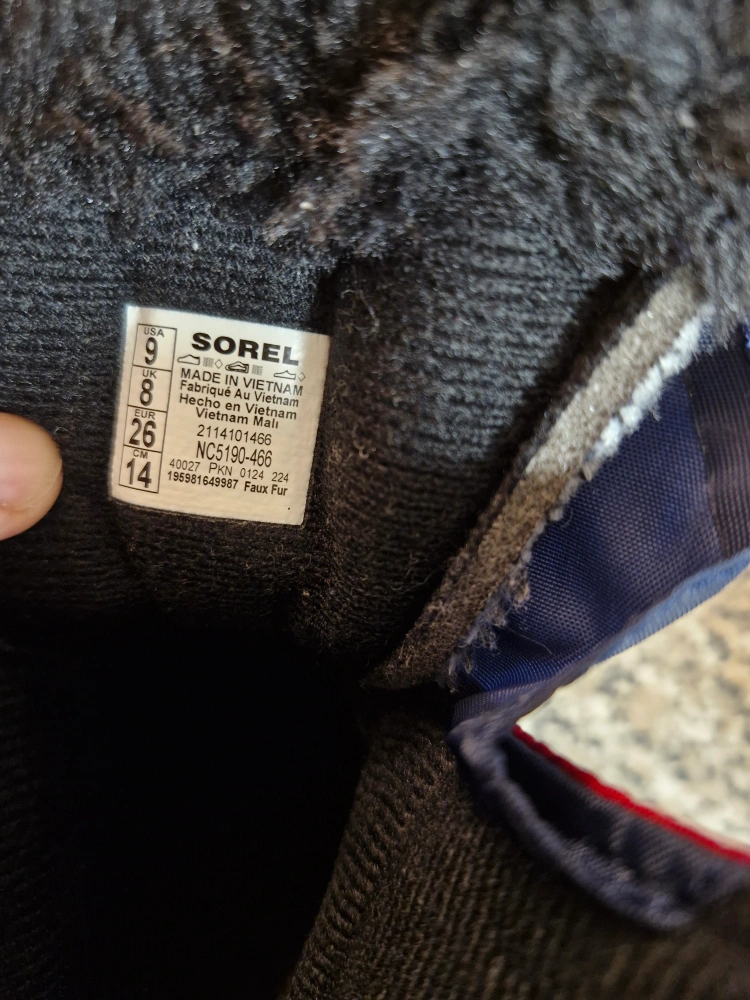 USA
9
UK
8
EUR
26
CM
14
SOREL
MADE IN VIETNAM
Fabriqué Au Vietnam
Hecho en Vietnam
Vietnam Malı
2114101466
NC5190-466
40027 PKN 0124 224
195981649987 Faux Fur